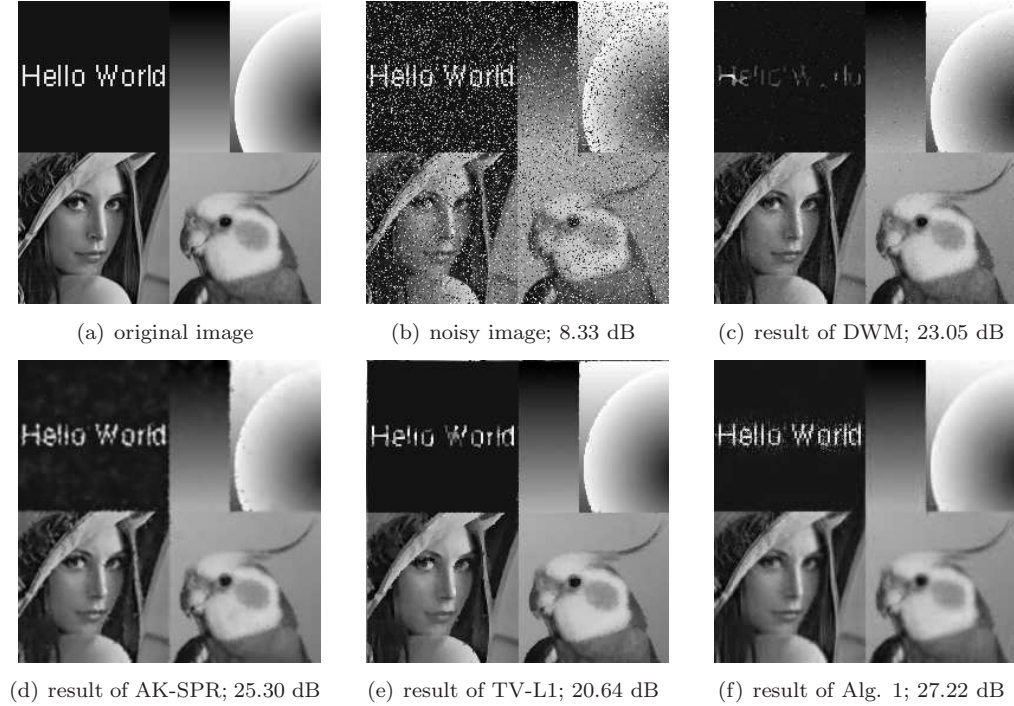 Hello World
Hello World
Hello World
(a) original image
(b) noisy image; 8.33 dB
(c) result of DWM; 23.05 dB
Hello World
Hello World
Hello World
(d) result of AK-SPR; 25.30 dB
(e) result of TV-L1; 20.64 dB
(f) result of Alg. 1; 27.22 dB